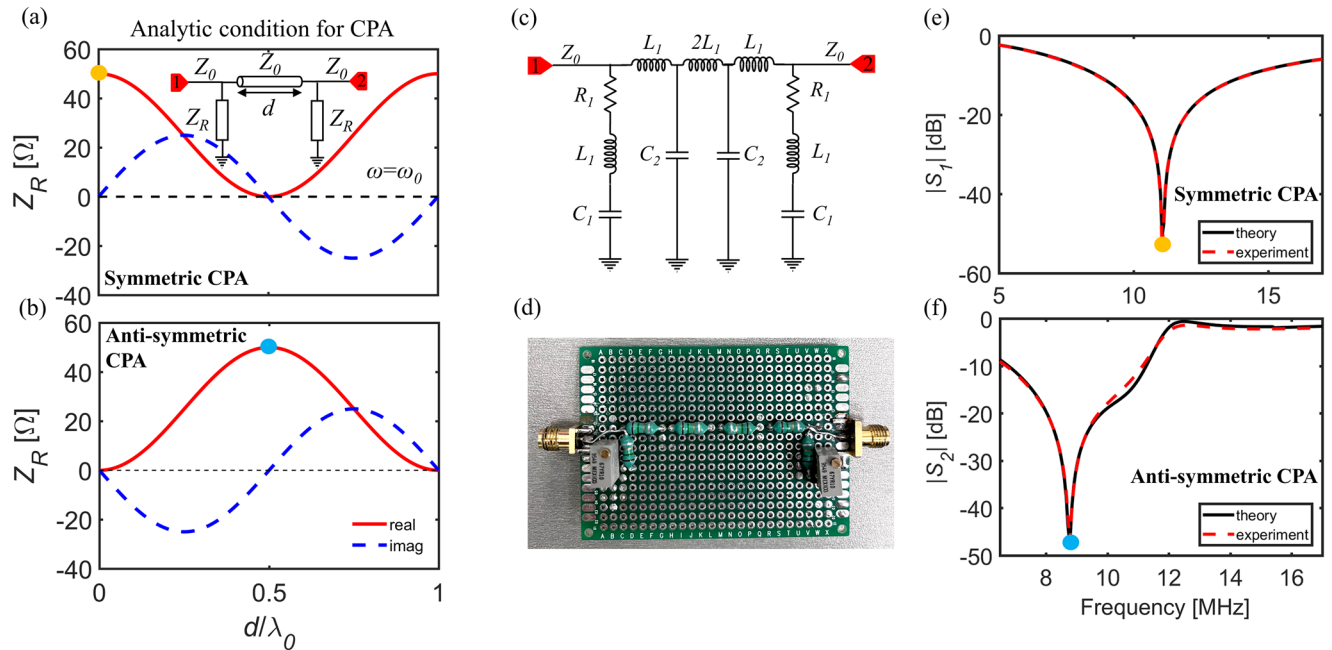 (a)
Analytic condition for CPA
60
40
20
0
-20
-40
Z_R [Ω]
Z_0
Z_0
Z_0
1
2
d
Z_R
Z_R
ω=ω_0
Symmetric CPA
(b)
Anti-symmetric
CPA
60
40
20
0
-20
-40
Z_R [Ω]
real
imag
0
0.5
1
d/λ_0
(c)
L_1
2L_1
L_1
Z_0
Z_0
1
2
R_1
R_1
L_1
C_2
C_2
L_1
C_1
C_1
(d)
A B C D E F G H I J K L M N O P Q R S T U V W X
A B C D E F G H I J K L M N O P Q R S T U V W X
(e)
0
-20
-40
-60
|S_1| [dB]
Symmetric CPA
theory
experiment
5
10
15
(f)
0
-10
-20
-30
-40
-50
|S_2| [dB]
Anti-symmetric CPA
theory
experiment
8
10
12
14
16
Frequency [MHz]